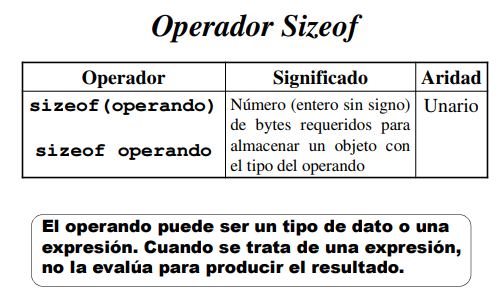 Operador Sizeof
Operador Significado Aridad
sizeof(operando) Número (entero sin signo) Unario
de bytes requeridos para
sizeof operando almacenar un objeto con
el tipo del operando
El operando puede ser un tipo de dato o una
expresión. Cuando se trata de una expresión,
no la evalúa para producir el resultado.